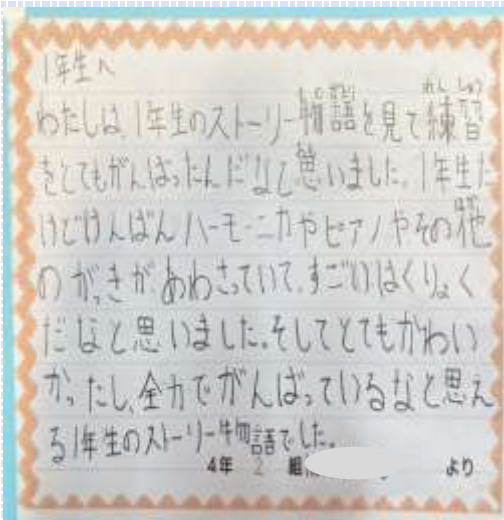 1年生へ
わたしは、1年生のストーリー物語を見て練習
をとてもがんばったんだなと思いました。1年生だ
けどけんばんハーモニカやピアノやその他
のがっきがあわさっていて、すごいはくりょく
だなと思いました。そしてとてもかわい
かったし、全力でがんばっているなと思え
る1年生のストーリー物語でした。
4年 2 組 より